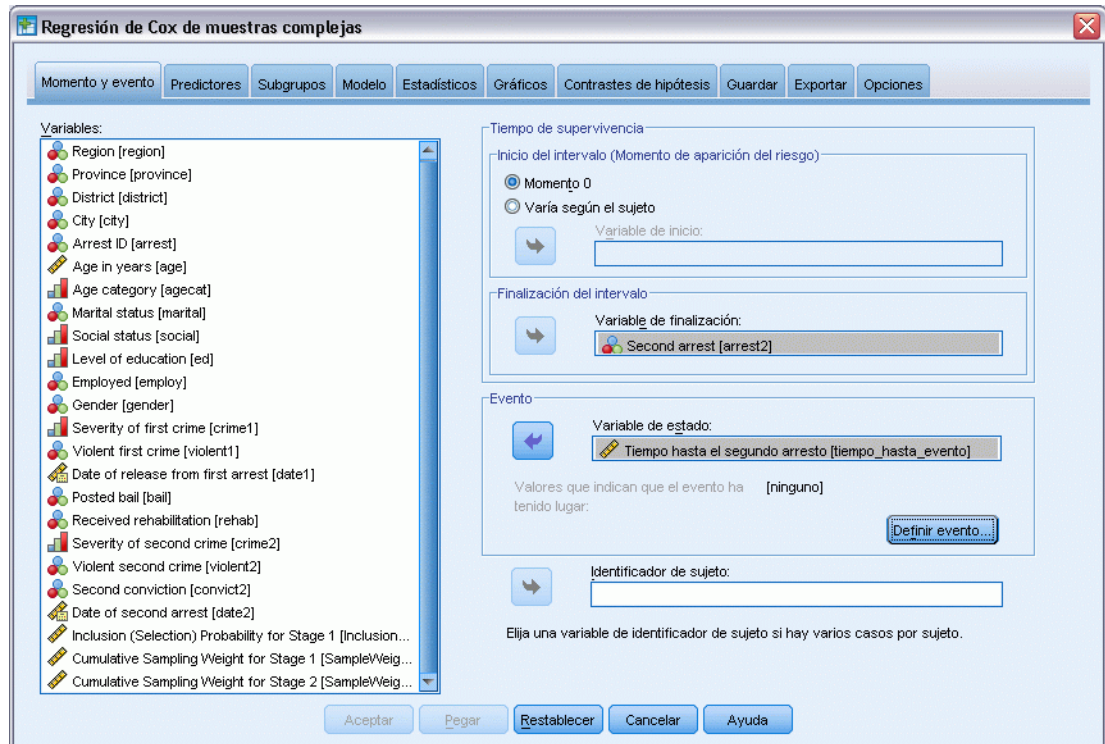 Regresión de Cox de muestras complejas
Momento y evento Predictores Subgrupos Modelo Estadísticos Gráficos Contrastes de hipótesis Guardar Exportar Opciones
Variables:
Region [region]
Province [province]
District [district]
City [city]
Arrest ID [arrest]
Age in years [age]
Age category [agecat]
Marital status [marital]
Social status [social]
Level of education [ed]
Employed [employ]
Gender [gender]
Severity of first crime [crime1]
Violent first crime [violent1]
Date of release from first arrest [date1]
Posted bail [bail]
Received rehabilitation [rehab]
Severity of second crime [crime2]
Violent second crime [violent2]
Second conviction [convict2]
Date of second arrest [date2]
Inclusion (Selection) Probability for Stage 1 [Inclusion...
Cumulative Sampling Weight for Stage 1 [SampleWeig...
Cumulative Sampling Weight for Stage 2 [SampleWeig...
Tiempo de supervivencia
Inicio del intervalo (Momento de aparición del riesgo)
Momento 0
Varía según el sujeto
Variable de inicio:
Finalización del intervalo
Variable de finalización:
Second arrest [arrest2]
Evento
Variable de estado:
Tiempo hasta el segundo arresto [tiempo_hasta_evento]
Valores que indican que el evento ha [ninguno]
tenido lugar:
Definir evento...
Identificador de sujeto:
Elija una variable de identificador de sujeto si hay varios casos por sujeto.
Aceptar Pegar Restablecer Cancelar Ayuda